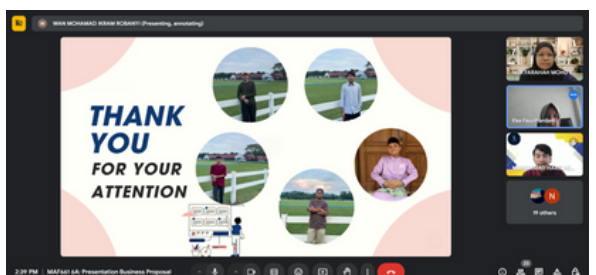 WAN MOHAMAD IKRAM ROBANYI (Presenting, annotating)
THANK
YOU
FOR YOUR
ATTENTION
19 others
N
2:39 PM | MAF661 6A: Presentation Business Proposal